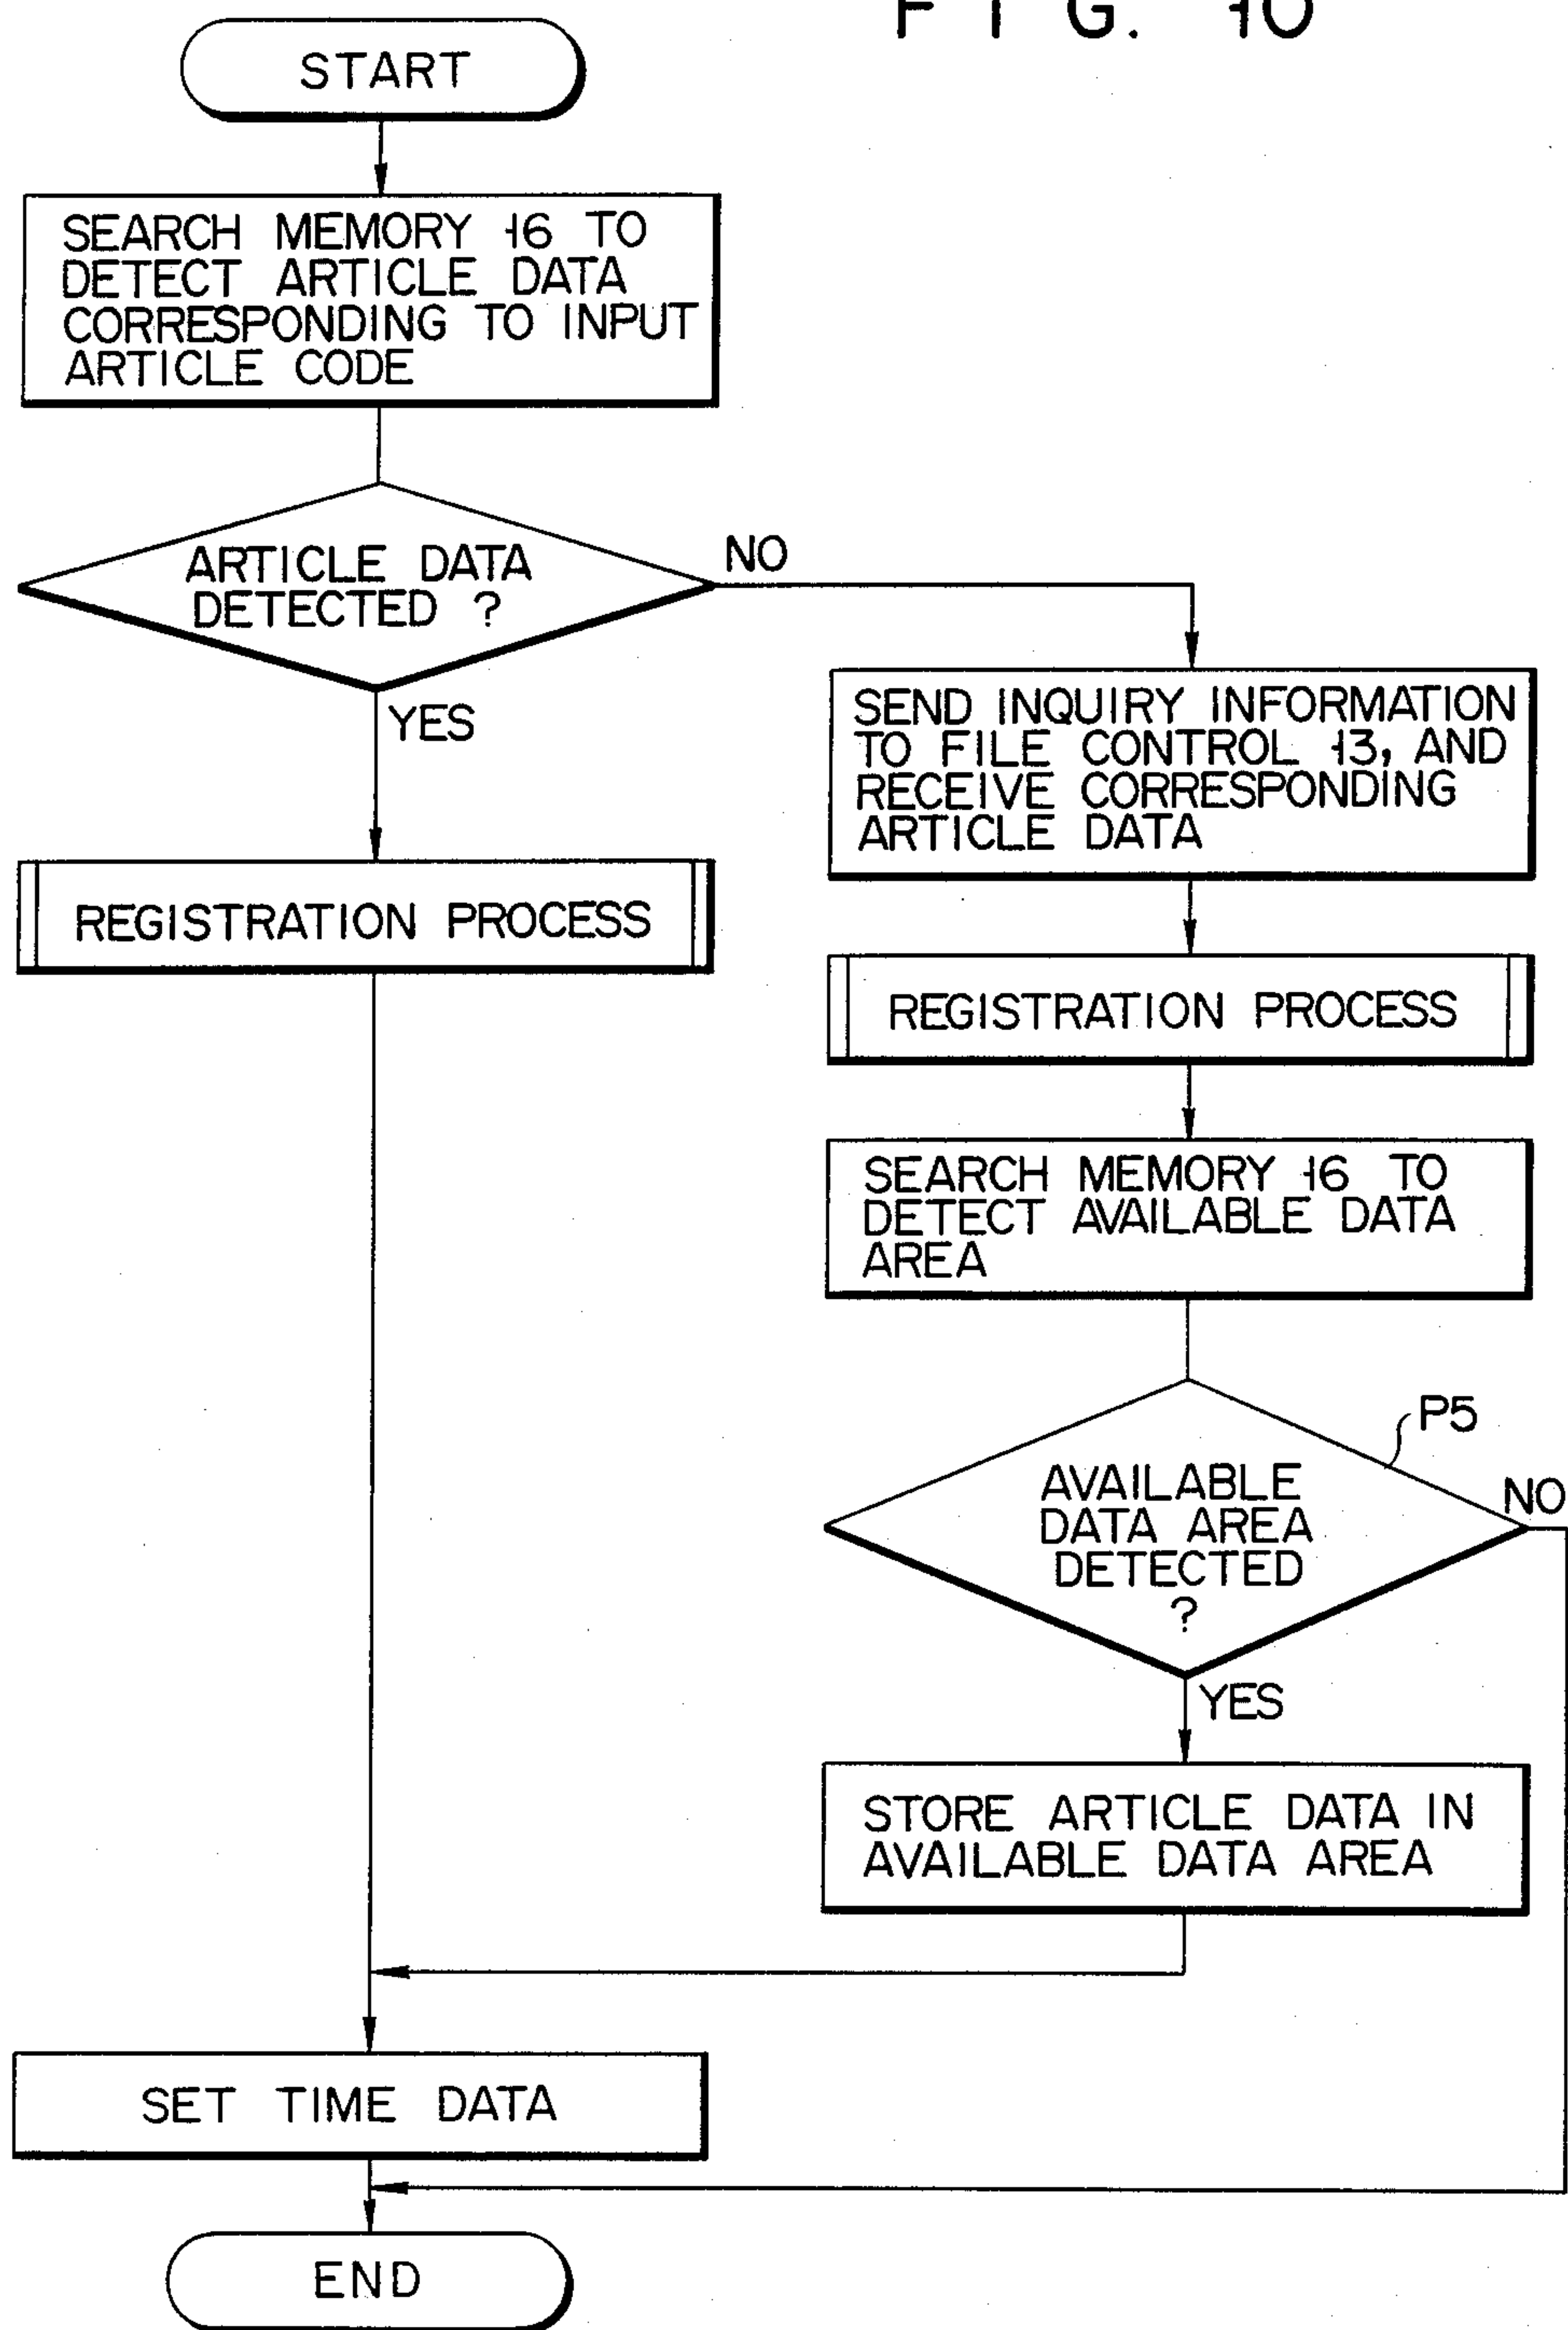 FIG. 10
START
SEARCH MEMORY 16 TO
DETECT ARTICLE DATA
CORRESPONDING TO INPUT
ARTICLE CODE
ARTICLE DATA
DETECTED ?
NO
YES
SEND INQUIRY INFORMATION
TO FILE CONTROL 13, AND
RECEIVE CORRESPONDING
ARTICLE DATA
REGISTRATION PROCESS
REGISTRATION PROCESS
SEARCH MEMORY 16 TO
DETECT AVAILABLE DATA
AREA
P5
AVAILABLE
DATA AREA
DETECTED
?
NO
YES
STORE ARTICLE DATA IN
AVAILABLE DATA AREA
SET TIME DATA
END